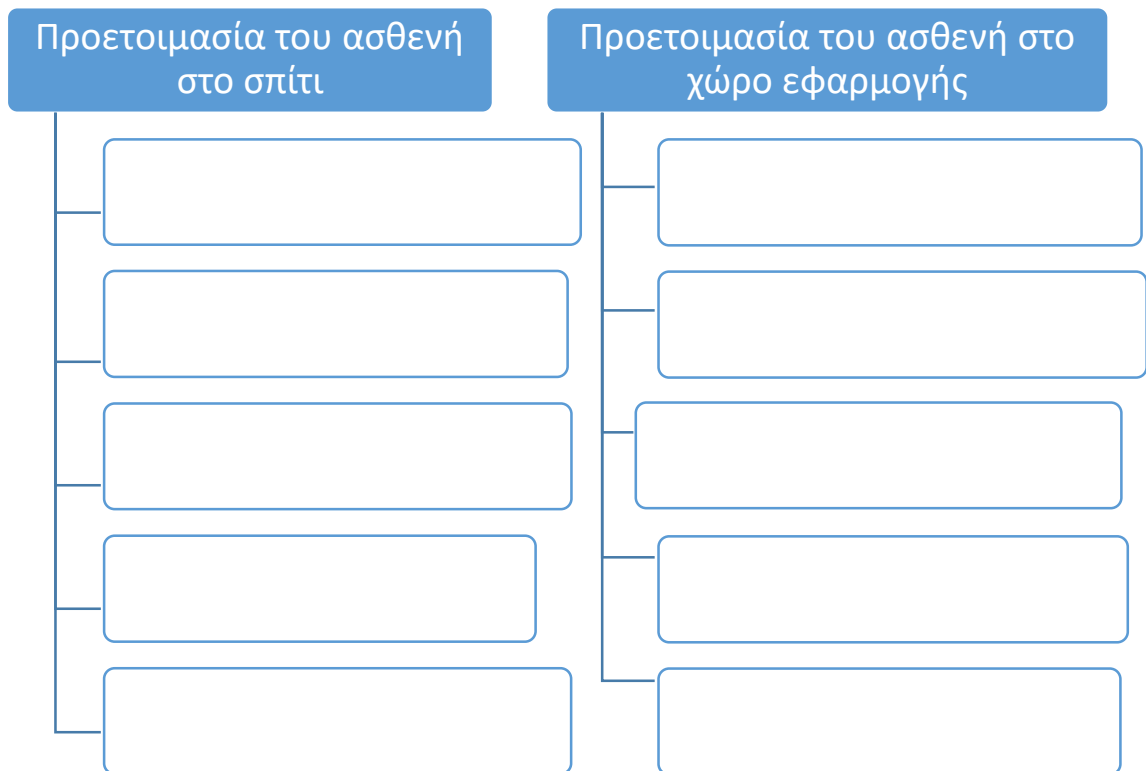 Προετοιμασία του ασθενή
στο σπίτι
Προετοιμασία του ασθενή στο
χώρο εφαρμογής